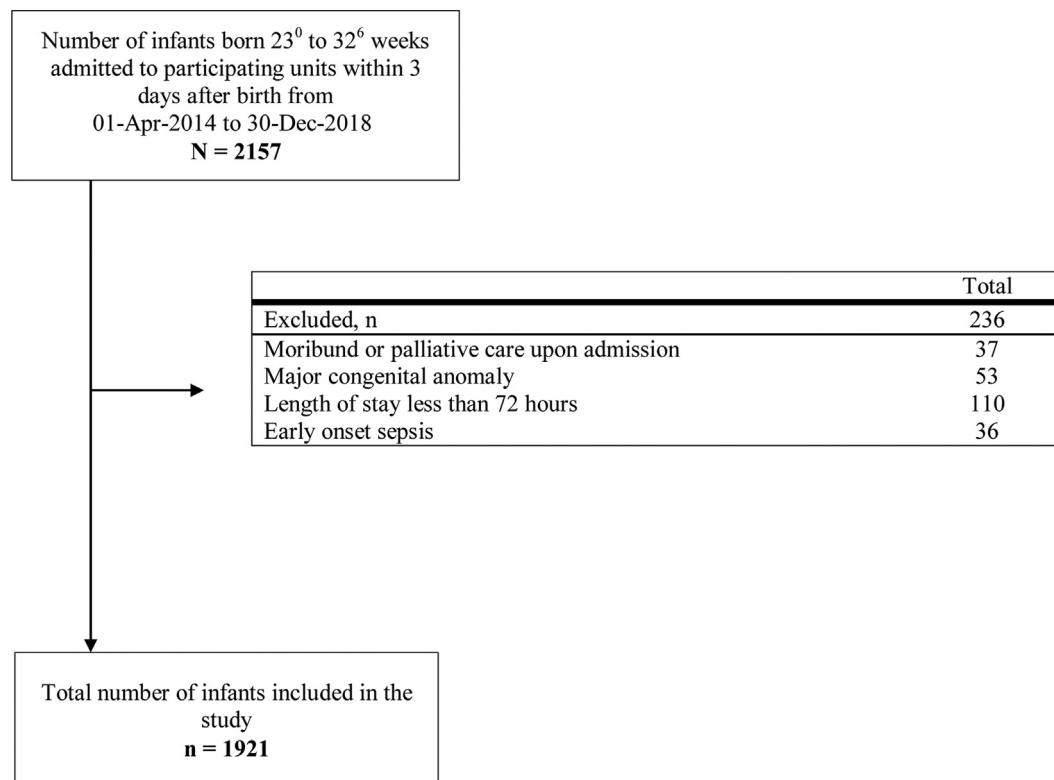 Number of infants born 23⁰ to 32⁶ weeks
admitted to participating units within 3
days after birth from
01-Apr-2014 to 30-Dec-2018
N = 2157
Total
Excluded, n 236
Moribund or palliative care upon admission 37
Major congenital anomaly 53
Length of stay less than 72 hours 110
Early onset sepsis 36
Total number of infants included in the
study
n = 1921